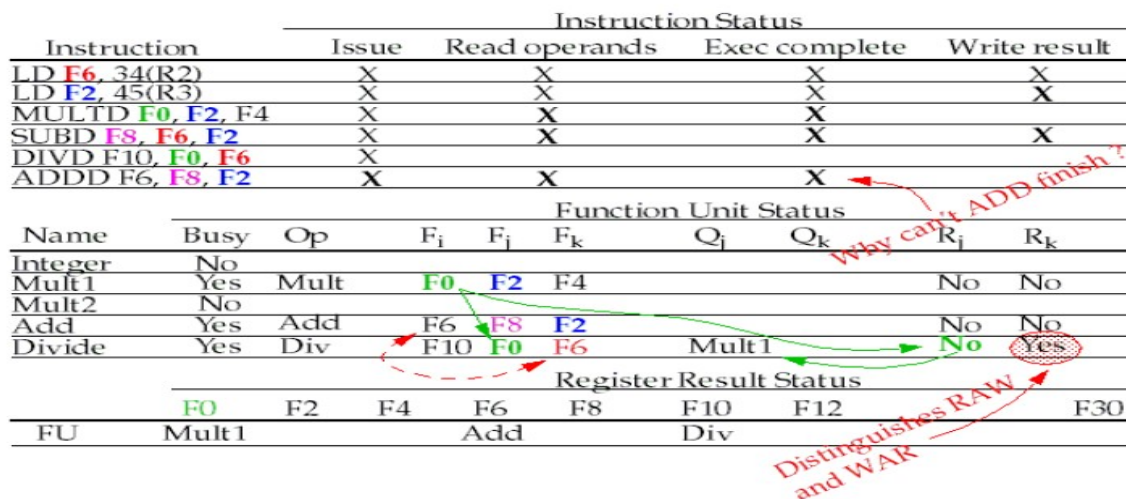 Instruction Status
Instruction Issue Read operands Exec complete Write result
LD F6, 34(R2) X X X X
LD F2, 45(R3) X X X X
MULTD F0, F2, F4 X X X
SUBD F8, F6, F2 X X X X
DIVD F10, F0, F6 X
ADDD F6, F8, F2 X X X
Why can't ADD finish ?
Function Unit Status
Name Busy Op Fi Fj Fk Qj Qk Rj Rk
Integer No
Mult1 Yes Mult F0 F2 F4 No No
Mult2 No
Add Yes Add F6 F8 F2 No No
Divide Yes Div F10 F0 F6 Mult1 No Yes
Register Result Status
F0 F2 F4 F6 F8 F10 F12 F30
FU Mult1 Add Div
Distinguishes RAW
and WAR